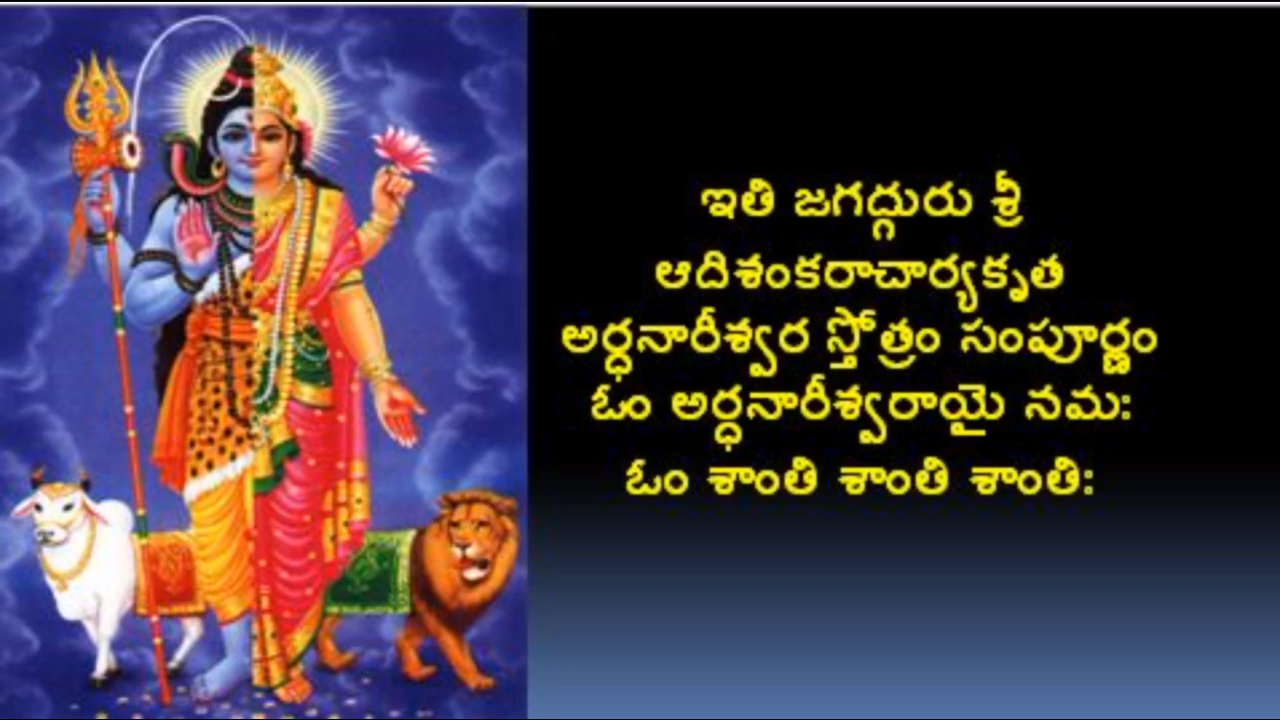 ఇతి జగద్గురు శ్రీ
ఆదిశంకరాచార్యకృత
అర్ధనారీశ్వర స్తోత్రం సంపూర్ణం
ఓం అర్ధనారీశ్వరాయై నమః
ఓం శాంతి శాంతి శాంతిః